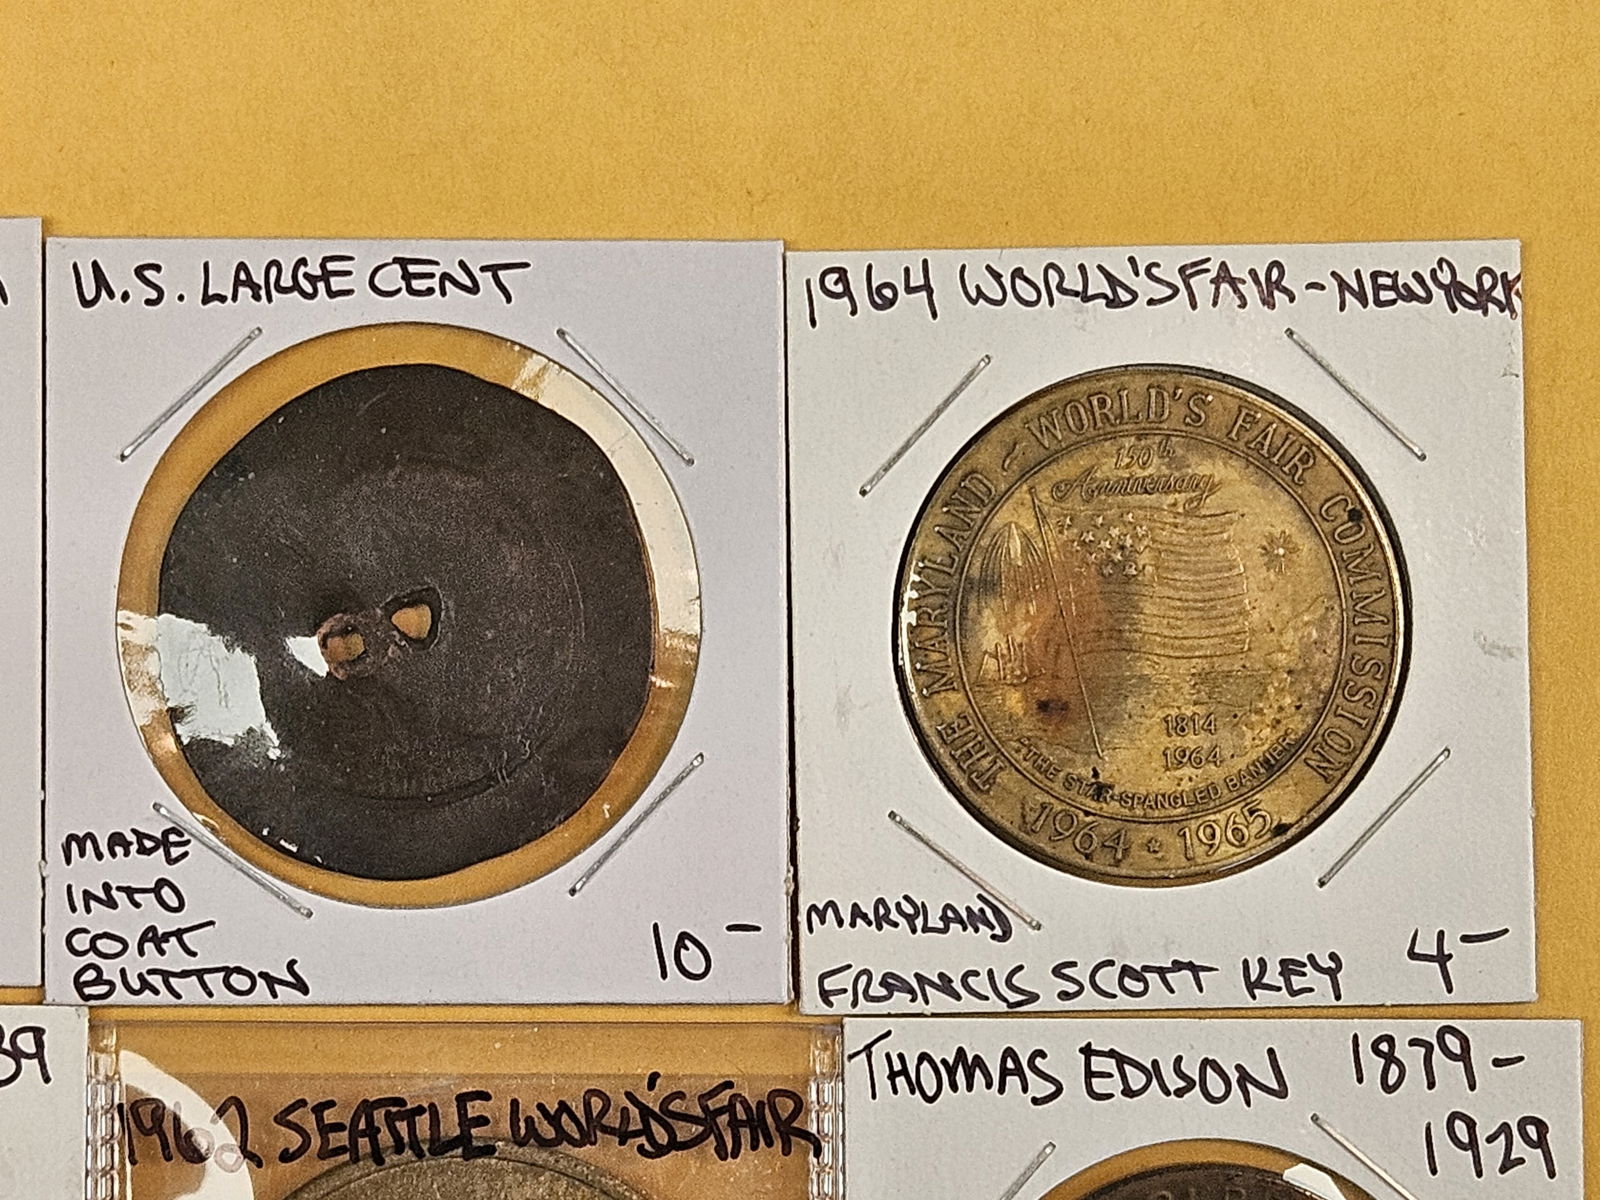 U.S. LARGE CENT
MADE
INTO
COAT
BUTTON
10-
1964 WORLD'S FAIR - NEW YORK
THE MARYLAND ~ WORLD'S FAIR COMMISSION
150th
Anniversary
1814
1964
"THE STAR-SPANGLED BANNER"
1964 * 1965
MARYLAND
FRANCIS SCOTT KEY
4-
39
1962 SEATTLE WORLD'S FAIR
THOMAS EDISON 1879-
1929